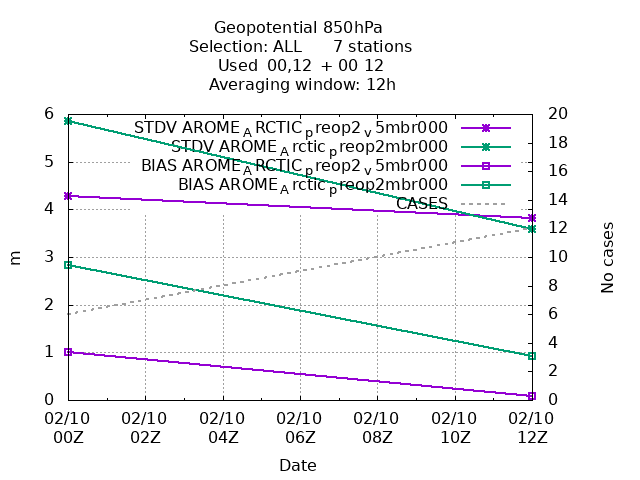 Geopotential 850hPa
Selection: ALL 7 stations
Used 00,12 + 00 12
Averaging window: 12h
STDV AROME_ARCTIC_preop2_v5mbr000
STDV AROME_Arctic_preop2mbr000
BIAS AROME_ARCTIC_preop2_v5mbr000
BIAS AROME_Arctic_preop2mbr000
CASES
6
5
4
3
2
1
0
m
20
18
16
14
12
10
8
6
4
2
0
No cases
02/10 02/10 02/10 02/10 02/10 02/10 02/10
00Z 02Z 04Z 06Z 08Z 10Z 12Z
Date